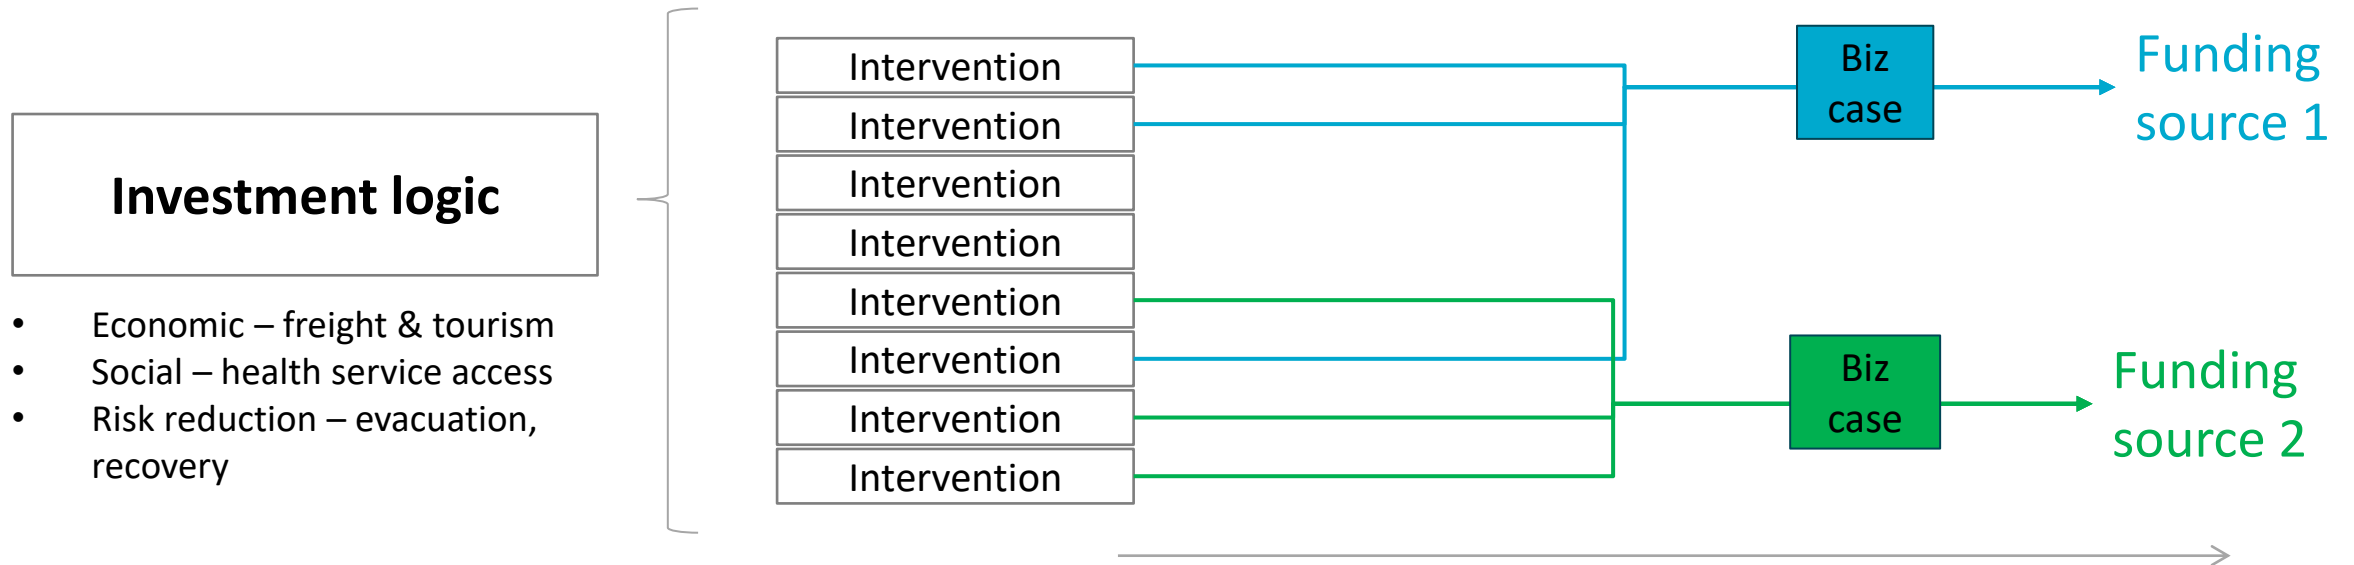 Investment logic
• Economic – freight & tourism
• Social – health service access
• Risk reduction – evacuation,
recovery
Intervention
Intervention
Intervention
Intervention
Intervention
Intervention
Intervention
Intervention
Biz
case
Funding
source 1
Biz
case
Funding
source 2